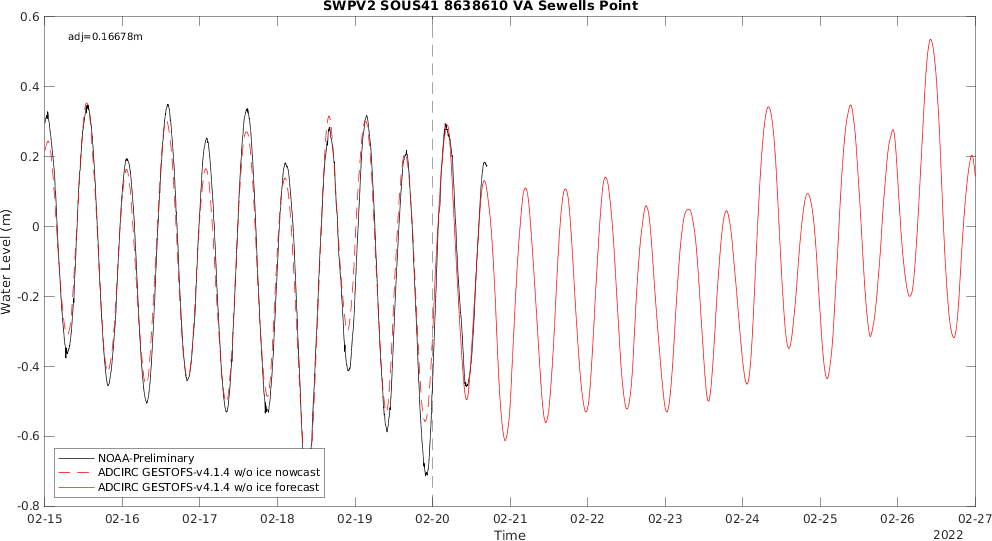 SWPV2 SOUS41 8638610 VA Sewells Point
adj=0.16678m
0.6
0.4
0.2
0
-0.2
-0.4
-0.6
-0.8
Water Level (m)
NOAA-Preliminary
ADCIRC GESTOFS-v4.1.4 w/o ice nowcast
ADCIRC GESTOFS-v4.1.4 w/o ice forecast
02-15 02-16 02-17 02-18 02-19 02-20 02-21 02-22 02-23 02-24 02-25 02-26 02-27
Time
2022